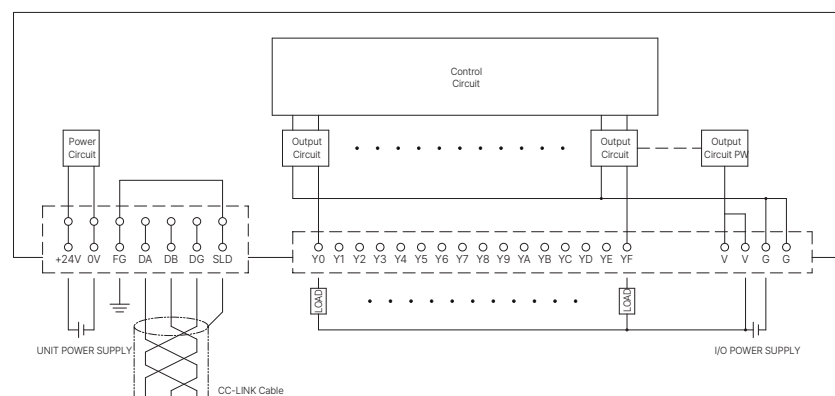 Control
Circuit
Power
Circuit
Output
Circuit
Output
Circuit
Output
Circuit PW
+24V 0V FG DA DB DG SLD
Y0 Y1 Y2 Y3 Y4 Y5 Y6 Y7 Y8 Y9 YA YB YC YD YE YF V V G G
LOAD
LOAD
UNIT POWER SUPPLY
I/O POWER SUPPLY
CC-LINK Cable